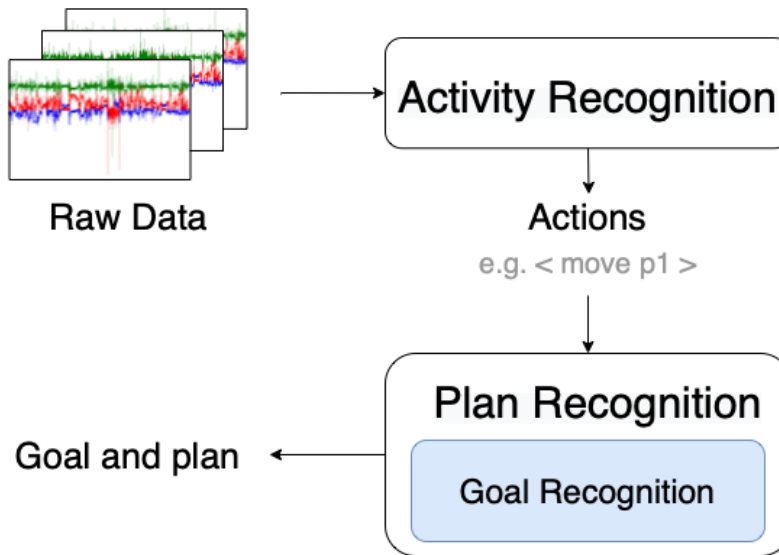 Activity Recognition
Raw Data
Actions
e.g. < move p1 >
Plan Recognition
Goal and plan
Goal Recognition